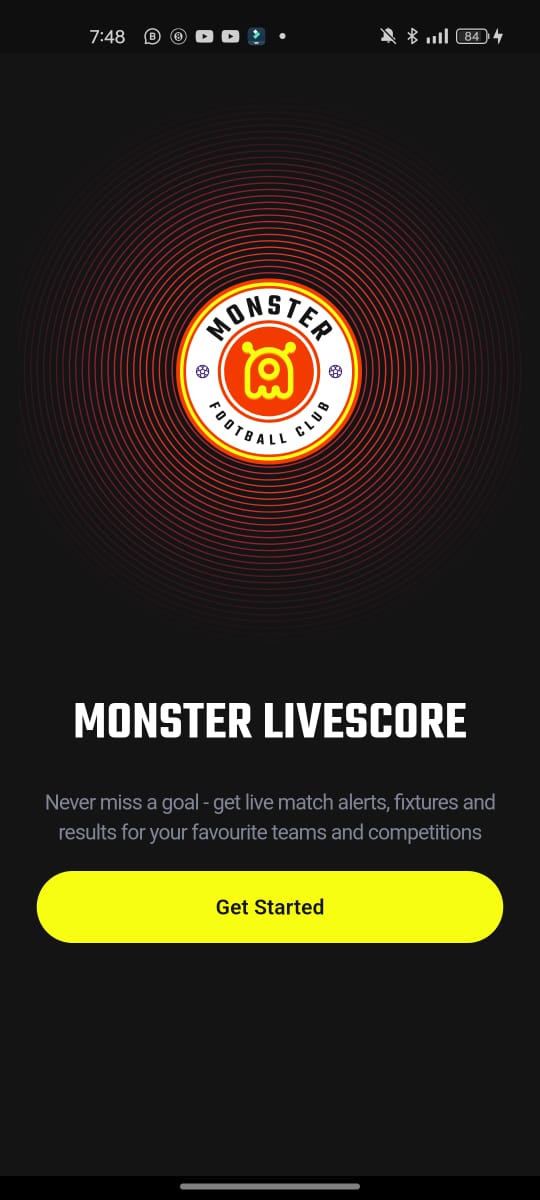 7:48
84
MONSTER
FOOTBALL CLUB
MONSTER LIVESCORE
Never miss a goal - get live match alerts, fixtures and
results for your favourite teams and competitions
Get Started